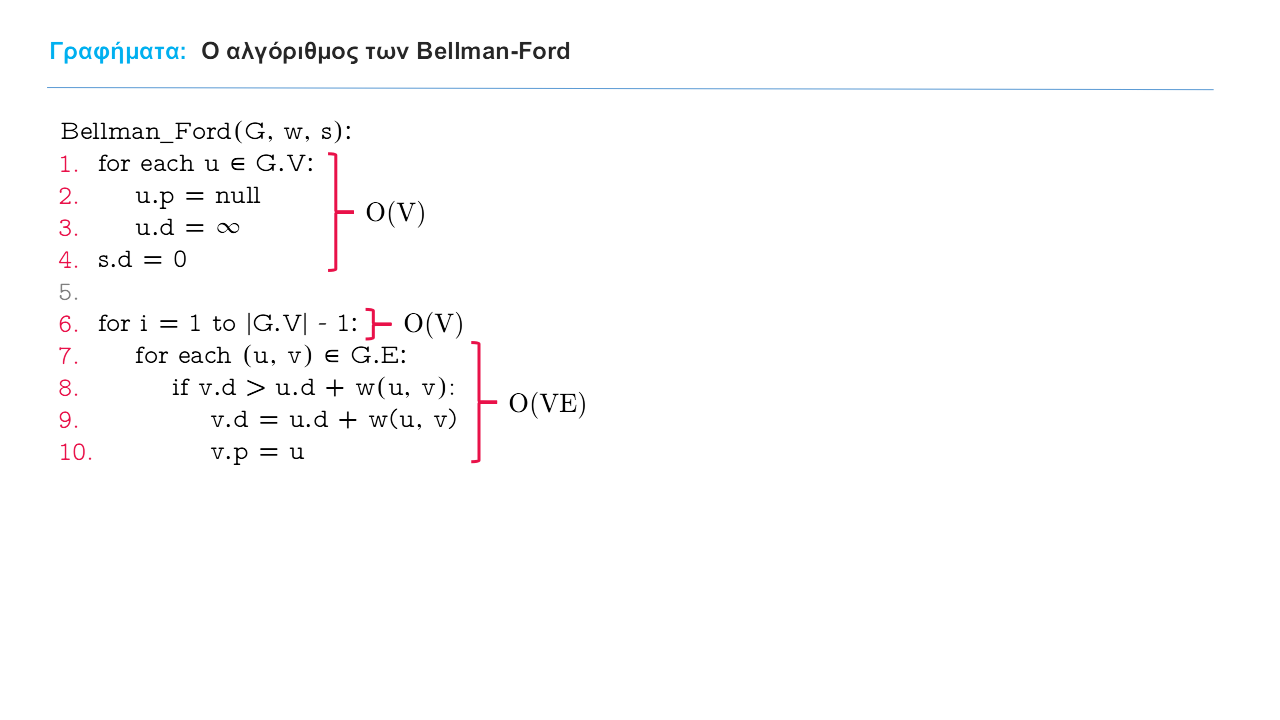 Γραφήματα: Ο αλγόριθμος των Bellman-Ford
Bellman_Ford(G, w, s):
1. for each u ∈ G.V:
2. u.p = null
3. u.d = ∞
O(V)
4. s.d = 0
5.
6. for i = 1 to |G.V| - 1: O(V)
7. for each (u, v) ∈ G.E:
8. if v.d > u.d + w(u, v):
9. v.d = u.d + w(u, v)
O(VE)
10. v.p = u